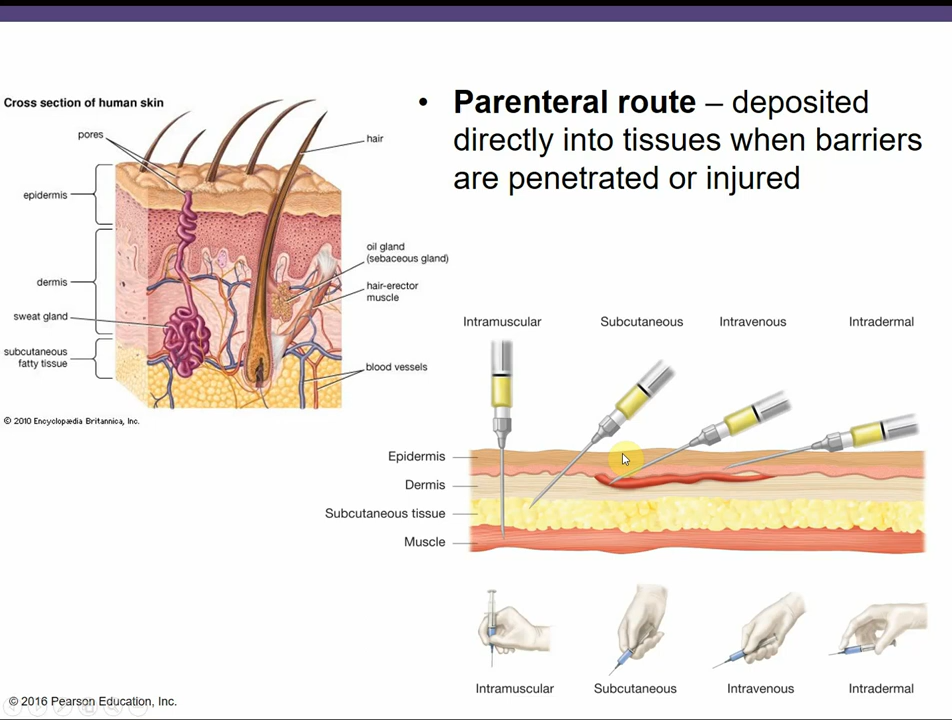 Cross section of human skin
pores
hair
epidermis
oil gland
(sebaceous gland)
dermis
hair-erector
muscle
sweat gland
subcutaneous
fatty tissue
blood vessels
© 2010 Encyclopædia Britannica, Inc.
• Parenteral route – deposited
directly into tissues when barriers
are penetrated or injured
Intramuscular Subcutaneous Intravenous Intradermal
Epidermis
Dermis
Subcutaneous tissue
Muscle
Intramuscular Subcutaneous Intravenous Intradermal
© 2016 Pearson Education, Inc.